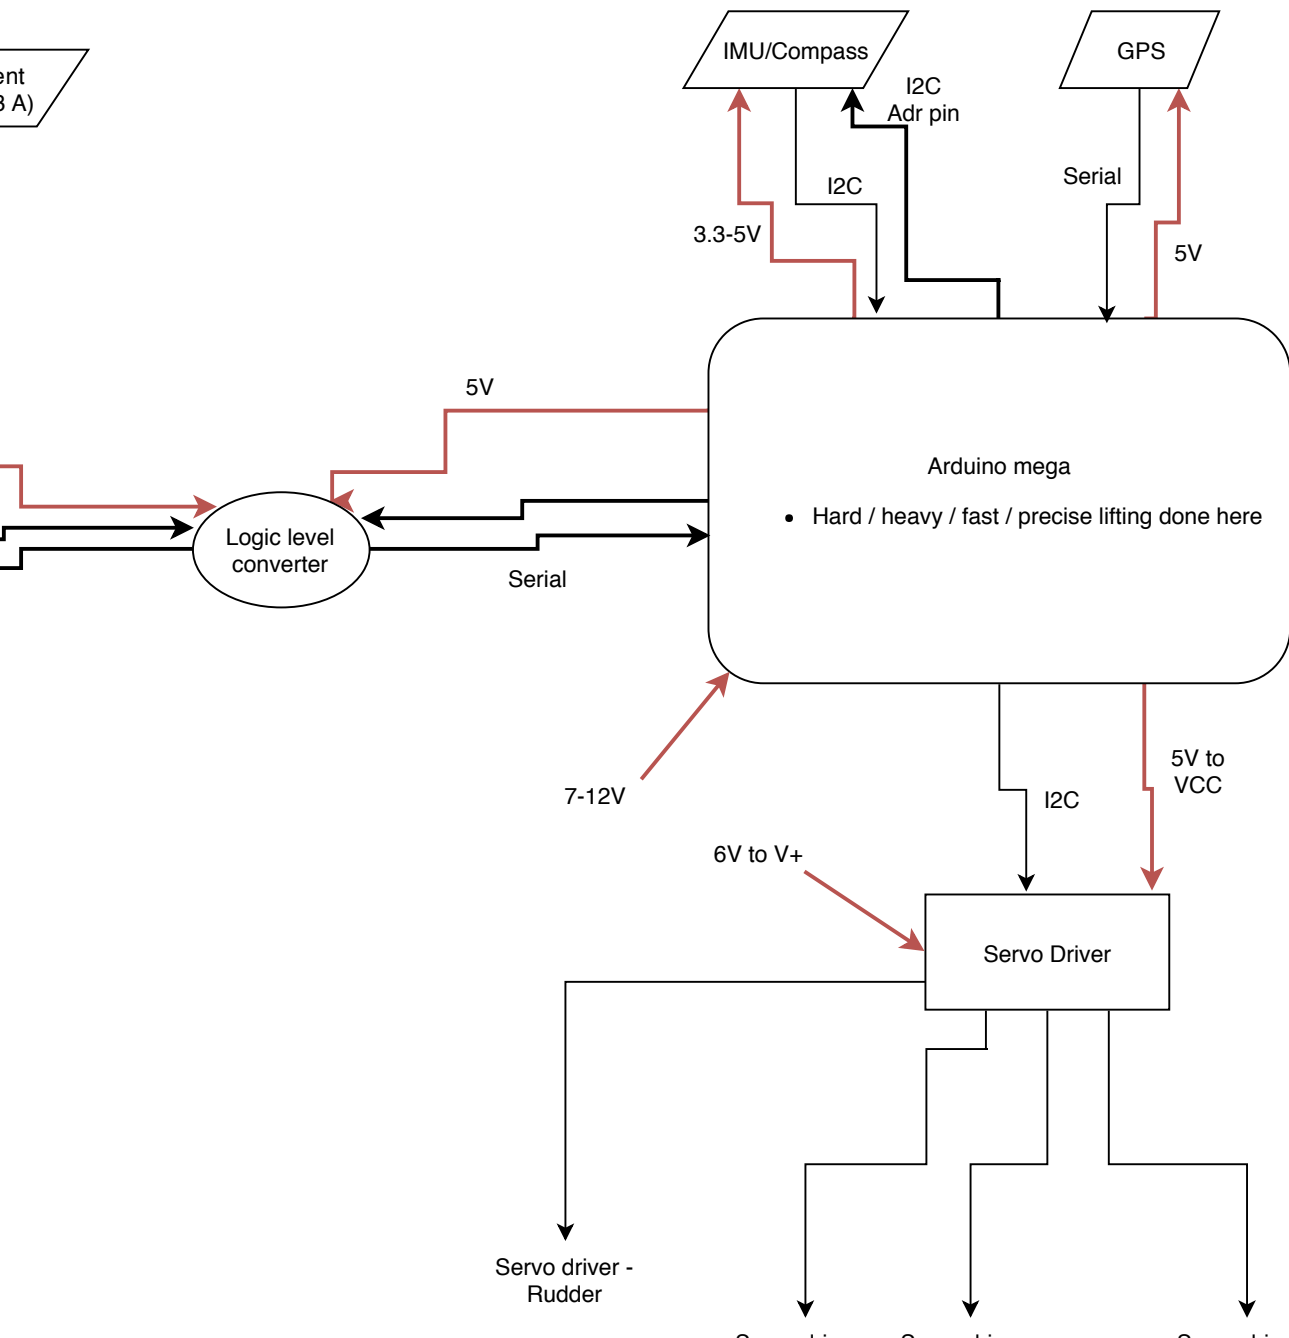 IMU/Compass
GPS
3 A)
I2C
Adr pin
Serial
I2C
3.3-5V
5V
5V
Arduino mega
• Hard / heavy / fast / precise lifting done here
Logic level
converter
Serial
5V to
VCC
7-12V
I2C
6V to V+
Servo Driver
Servo driver -
Rudder